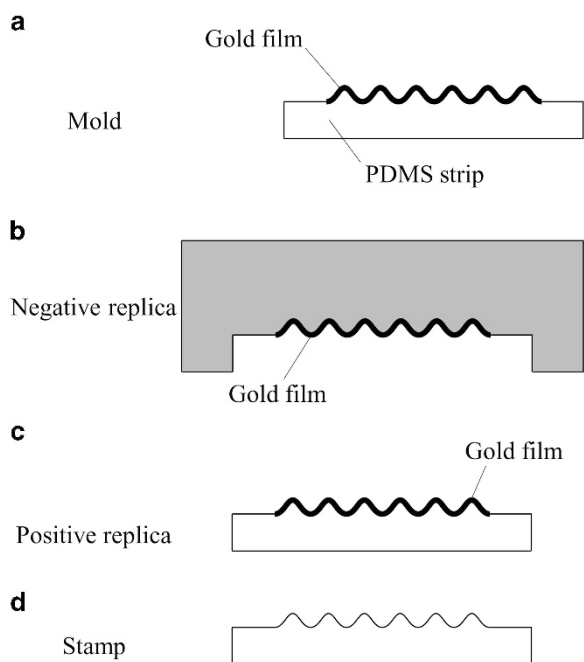 a
Gold film
Mold
PDMS strip
b
Negative replica
Gold film
c
Gold film
Positive replica
d
Stamp